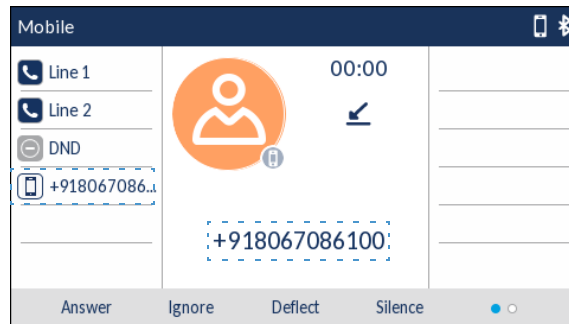 Mobile
Line 1
Line 2
DND
+918067086..
00:00
+918067086100
Answer Ignore Deflect Silence